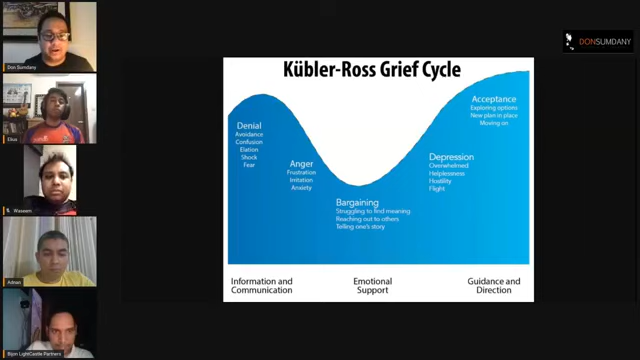 Don Sumdany
Elius
Waseem
Adnan
Bijon LightCastle Partners
DONSUMDANY
Kübler-Ross Grief Cycle
Denial
Avoidance
Confusion
Elation
Shock
Fear
Anger
Frustration
Irritation
Anxiety
Bargaining
Struggling to find meaning
Reaching out to others
Telling one's story
Depression
Overwhelmed
Helplessness
Hostility
Flight
Acceptance
Exploring options
New plan in place
Moving on
Information and
Communication
Emotional
Support
Guidance and
Direction